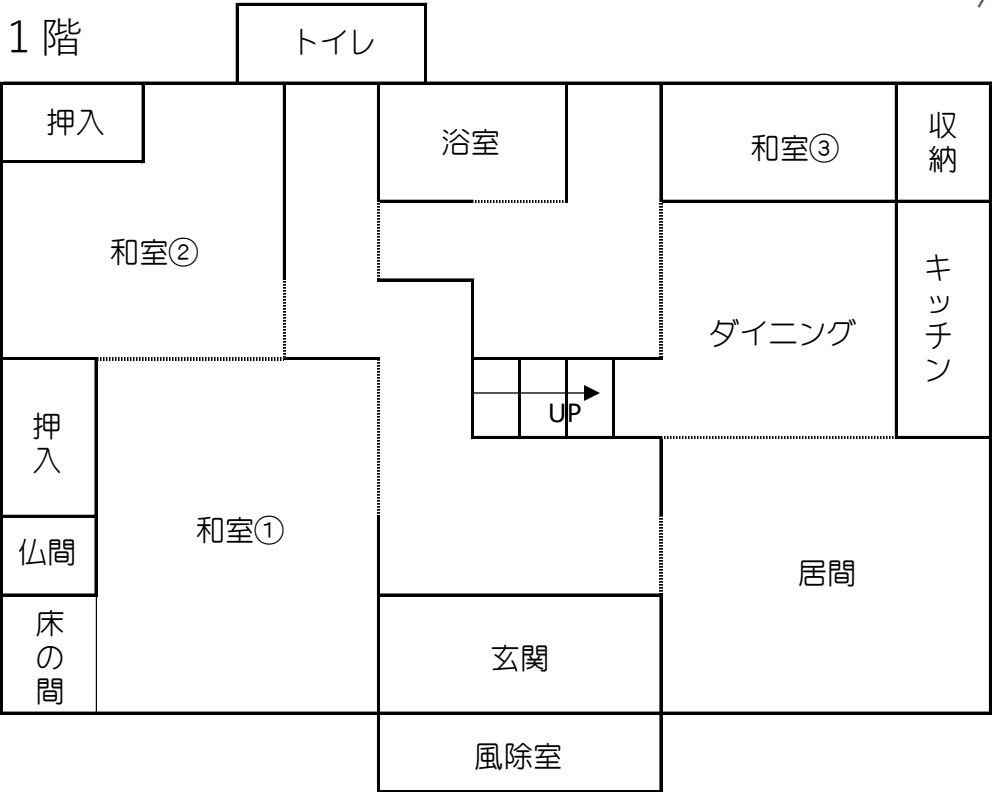 1階
トイレ
押入
浴室
和室③
収納
和室②
キッチン
ダイニング
UP
押入
和室①
仏間
居間
床の間
玄関
風除室